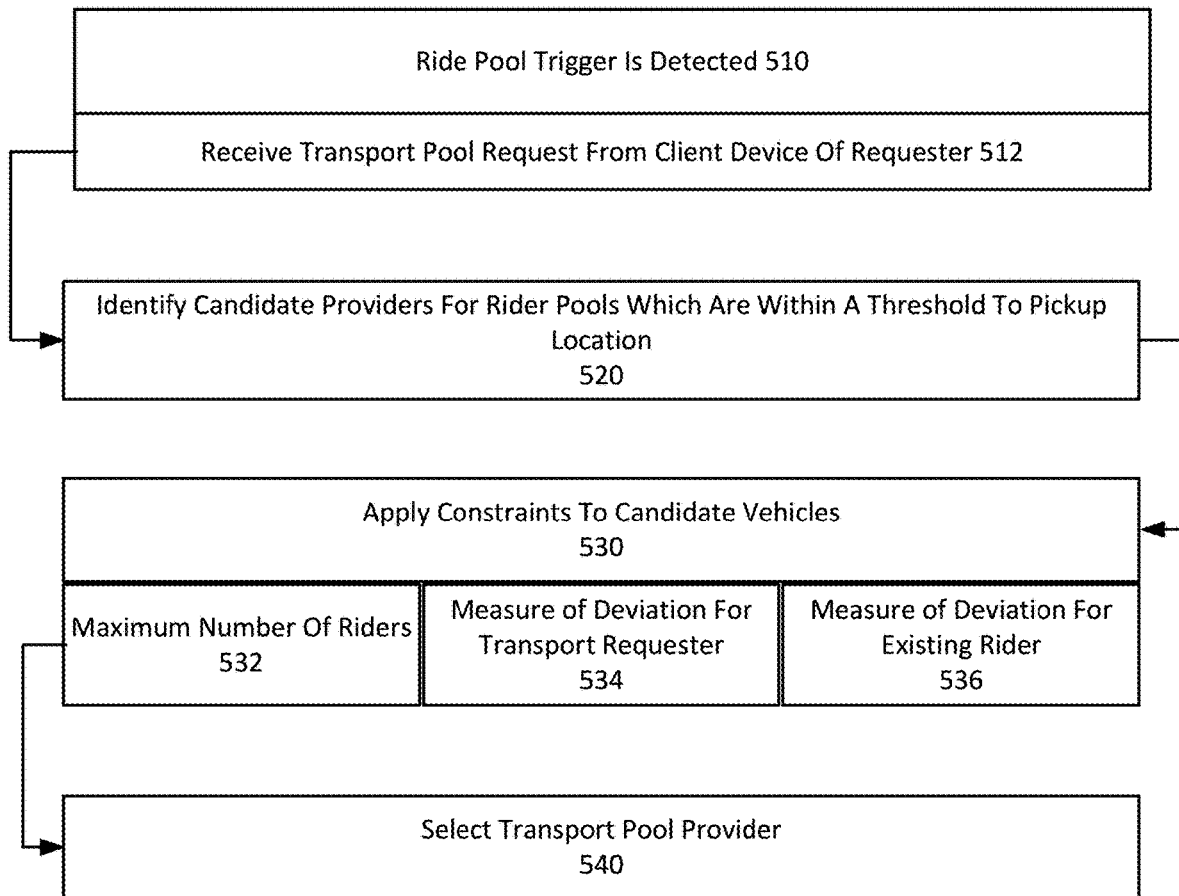 Ride Pool Trigger Is Detected 510
Receive Transport Pool Request From Client Device Of Requester 512
Identify Candidate Providers For Rider Pools Which Are Within A Threshold To Pickup
Location
520
Apply Constraints To Candidate Vehicles
530
Maximum Number Of Riders
532
Measure of Deviation For
Transport Requester
534
Measure of Deviation For
Existing Rider
536
Select Transport Pool Provider
540